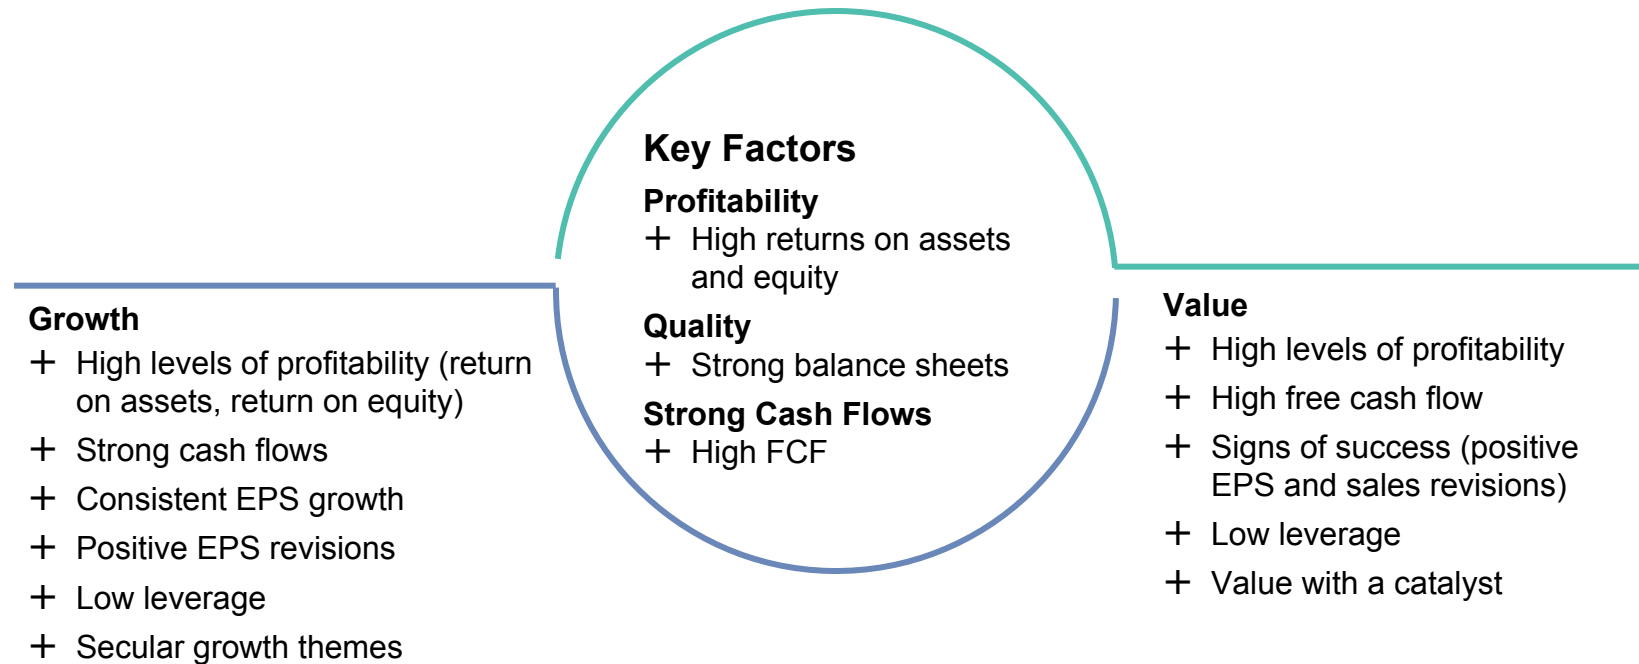 Key Factors
Profitability
+ High returns on assets
and equity
Quality
+ Strong balance sheets
Strong Cash Flows
+ High FCF
Growth
+ High levels of profitability (return
on assets, return on equity)
+ Strong cash flows
+ Consistent EPS growth
+ Positive EPS revisions
+ Low leverage
+ Secular growth themes
Value
+ High levels of profitability
+ High free cash flow
+ Signs of success (positive
EPS and sales revisions)
+ Low leverage
+ Value with a catalyst